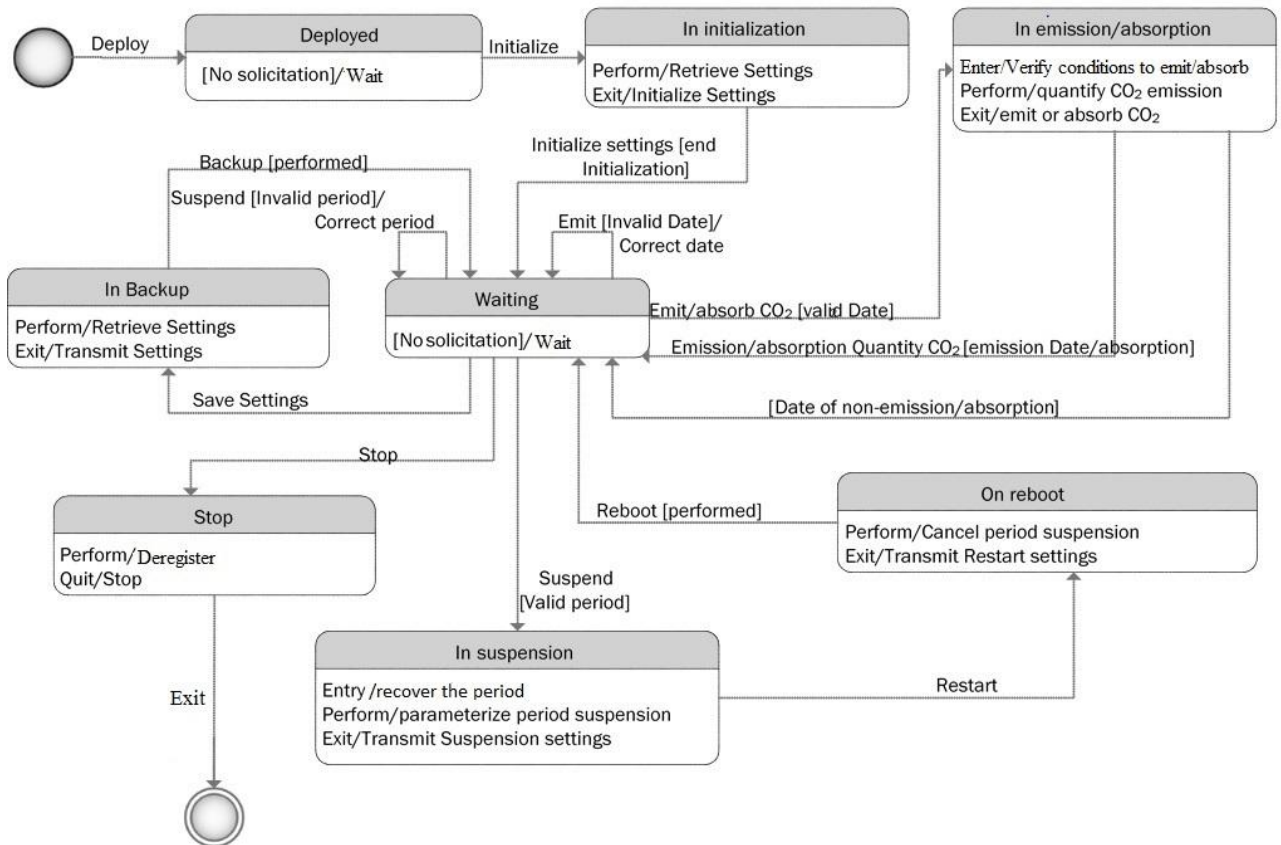 Deploy
Deployed
[No solicitation]/Wait
Initialize
In initialization
Perform/Retrieve Settings
Exit/Initialize Settings
In emission/absorption
Enter/Verify conditions to emit/absorb
Perform/quantify CO₂ emission
Exit/emit or absorb CO₂
Initialize settings [end
Initialization]
Backup [performed]
Suspend [Invalid period]/
Correct period
Emit [Invalid Date]/
Correct date
In Backup
Perform/Retrieve Settings
Exit/Transmit Settings
Waiting
[No solicitation]/Wait
Emit/absorb CO₂ [valid Date]
Emission/absorption Quantity CO₂ [emission Date/absorption]
Save Settings
[Date of non-emission/absorption]
Stop
Stop
Perform/Deregister
Quit/Stop
Reboot [performed]
On reboot
Perform/Cancel period suspension
Exit/Transmit Restart settings
Suspend
[Valid period]
In suspension
Entry/recover the period
Perform/parameterize period suspension
Exit/Transmit Suspension settings
Restart
Exit